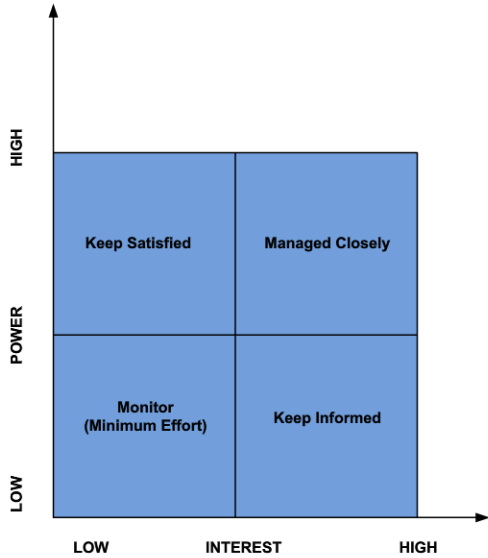 HIGH
Keep Satisfied
Managed Closely
POWER
Monitor
(Minimum Effort)
Keep Informed
LOW
LOW
INTEREST
HIGH